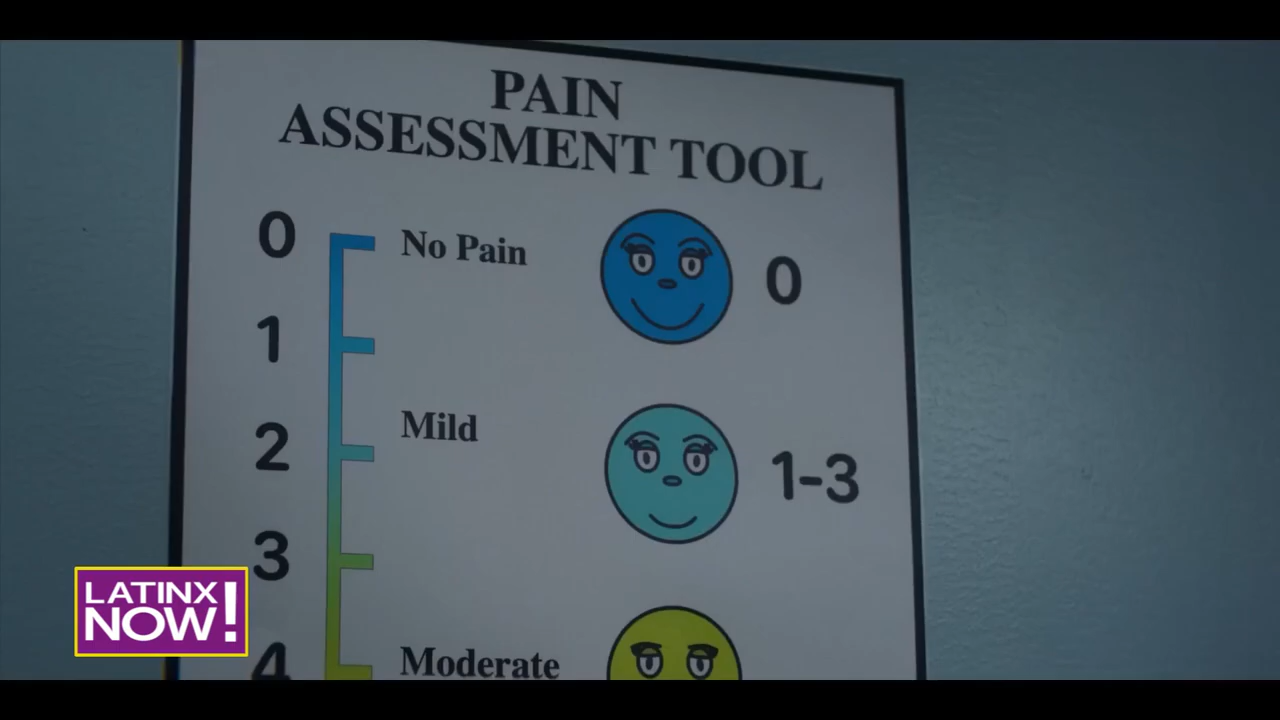 PAIN
ASSESSMENT TOOL
0 No Pain 0
1
2 Mild 1-3
3
4 Moderate
LATINX
NOW!